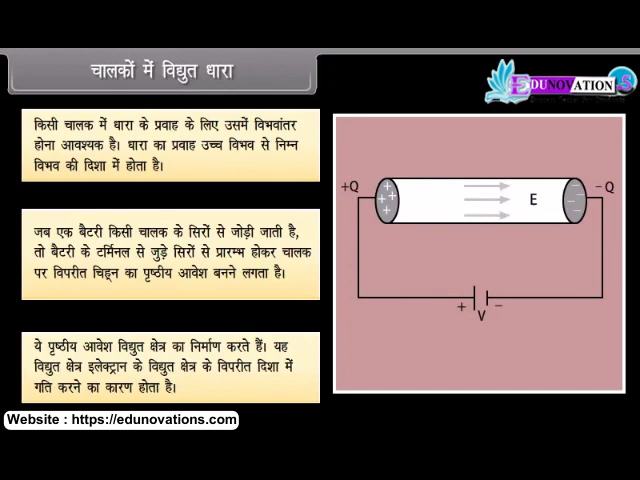 चालकों में विद्युत धारा
EDUNOVATIONS
किसी चालक में धारा के प्रवाह के लिए उसमें विभवांतर
होना आवश्यक है। धारा का प्रवाह उच्च विभव से निम्न
विभव की दिशा में होता है।
जब एक बैटरी किसी चालक के सिरों से जोड़ी जाती है,
तो बैटरी के टर्मिनल से जुड़े सिरों से प्रारम्भ होकर चालक
पर विपरीत चिह्न का पृष्ठीय आवेश बनने लगता है।
ये पृष्ठीय आवेश विद्युत क्षेत्र का निर्माण करते हैं। यह
विद्युत क्षेत्र इलेक्ट्रान के विद्युत क्षेत्र के विपरीत दिशा में
गति करने का कारण होता है।
+Q
−Q
E
+ −
V
Website : https://edunovations.com